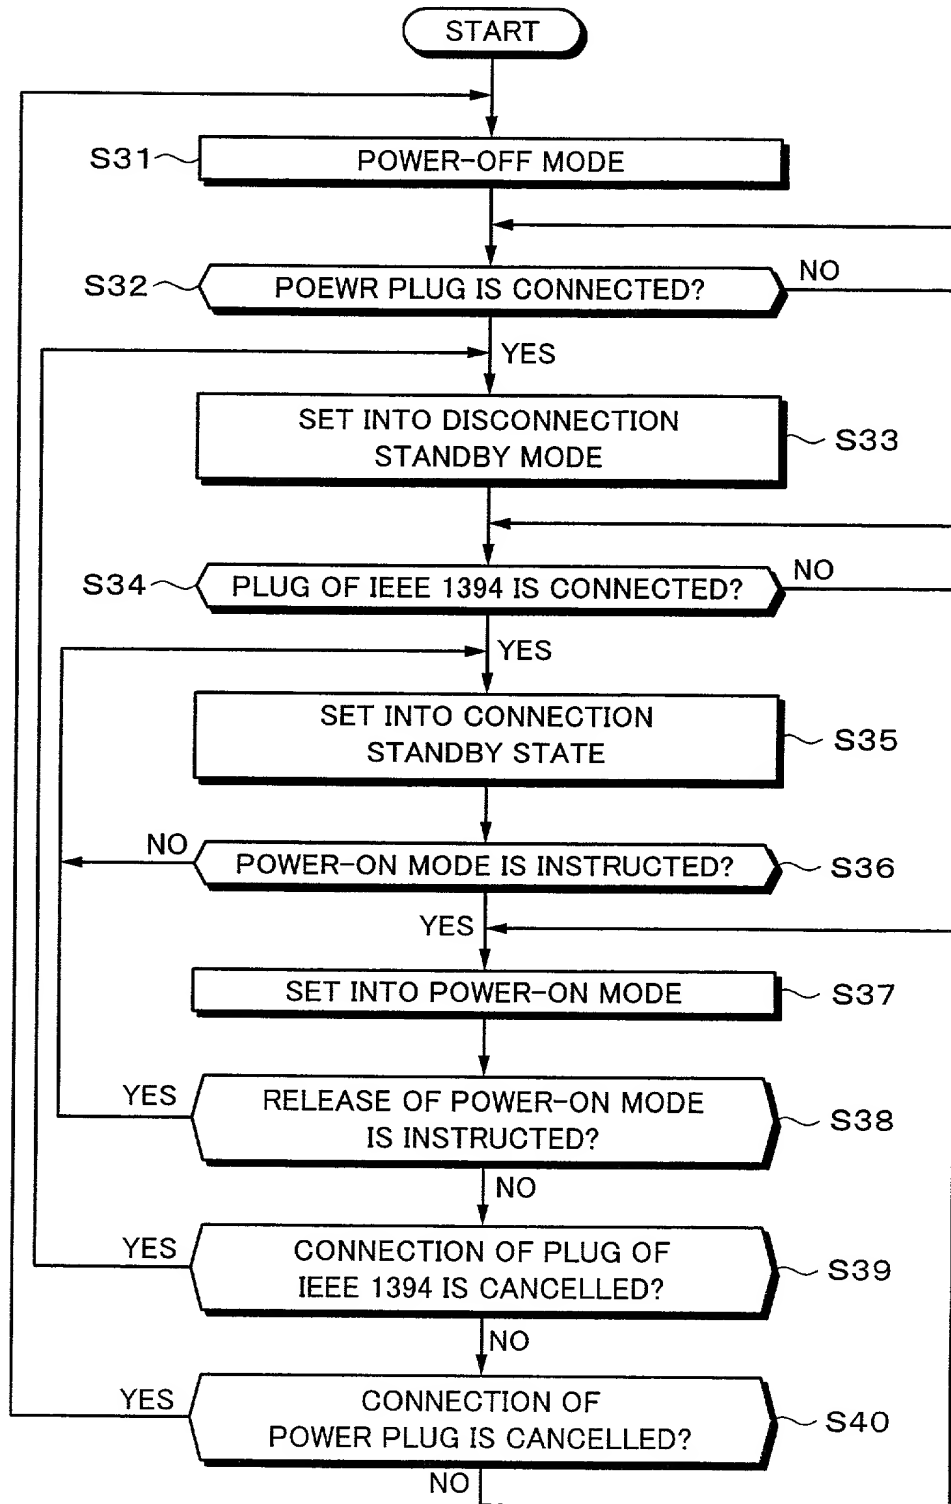 START
S31
POWER-OFF MODE
S32
POEWR PLUG IS CONNECTED?
NO
YES
SET INTO DISCONNECTION
STANDBY MODE
S33
S34
PLUG OF IEEE 1394 IS CONNECTED?
NO
YES
SET INTO CONNECTION
STANDBY STATE
S35
NO
POWER-ON MODE IS INSTRUCTED?
S36
YES
SET INTO POWER-ON MODE
S37
YES
RELEASE OF POWER-ON MODE
IS INSTRUCTED?
S38
NO
YES
CONNECTION OF PLUG OF
IEEE 1394 IS CANCELLED?
S39
NO
YES
CONNECTION OF
POWER PLUG IS CANCELLED?
S40
NO